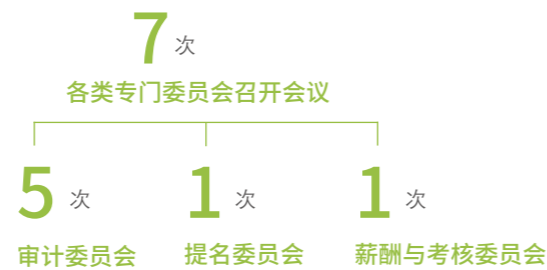 7 次
各类专门委员会召开会议
5 次 1 次 1 次
审计委员会 提名委员会 薪酬与考核委员会